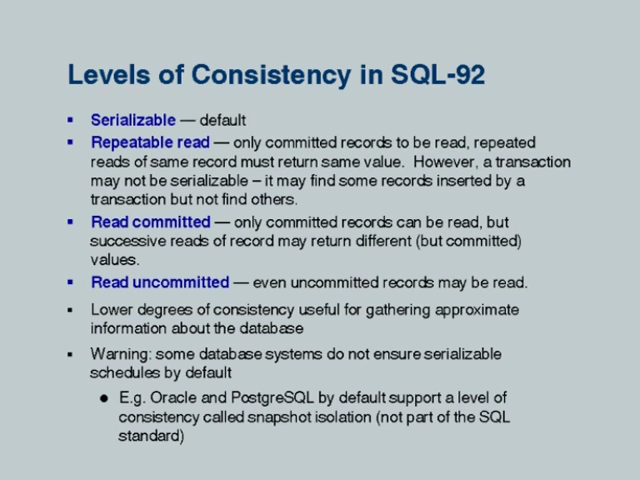 Levels of Consistency in SQL-92
▪ Serializable — default
▪ Repeatable read — only committed records to be read, repeated
reads of same record must return same value. However, a transaction
may not be serializable – it may find some records inserted by a
transaction but not find others.
▪ Read committed — only committed records can be read, but
successive reads of record may return different (but committed)
values.
▪ Read uncommitted — even uncommitted records may be read.
▪ Lower degrees of consistency useful for gathering approximate
information about the database
▪ Warning: some database systems do not ensure serializable
schedules by default
● E.g. Oracle and PostgreSQL by default support a level of
consistency called snapshot isolation (not part of the SQL
standard)